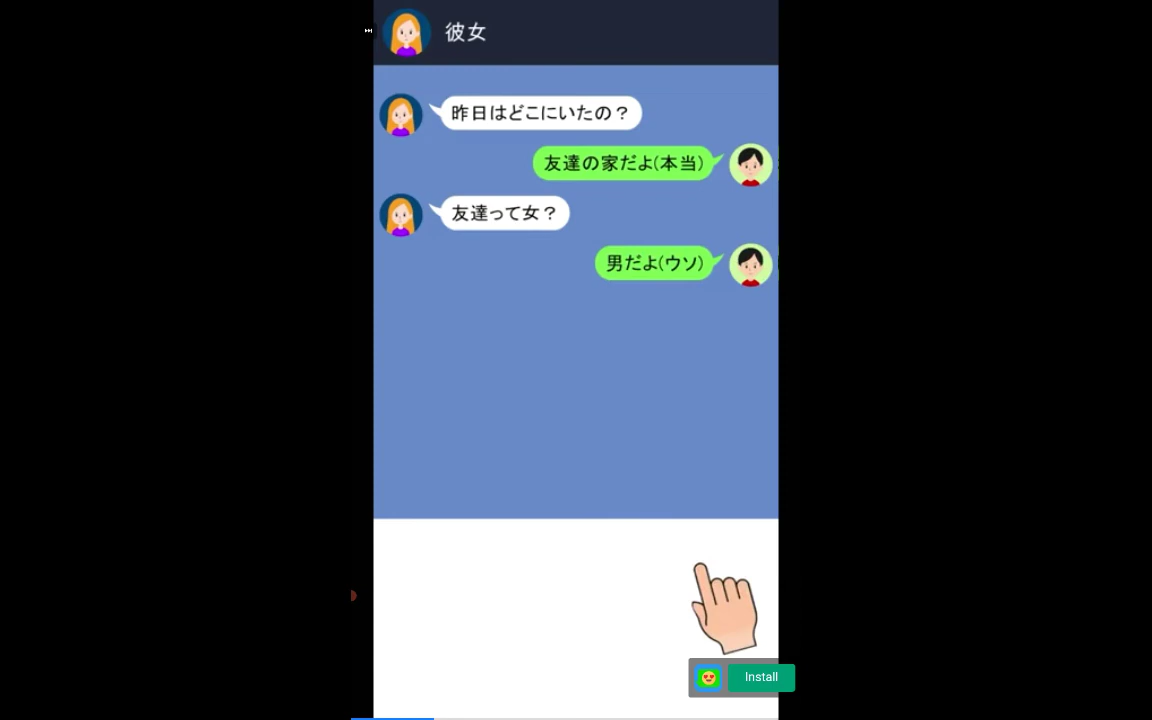 彼女
昨日はどこにいたの？
友達の家だよ(本当)
友達って女？
男だよ(ウソ)
Install